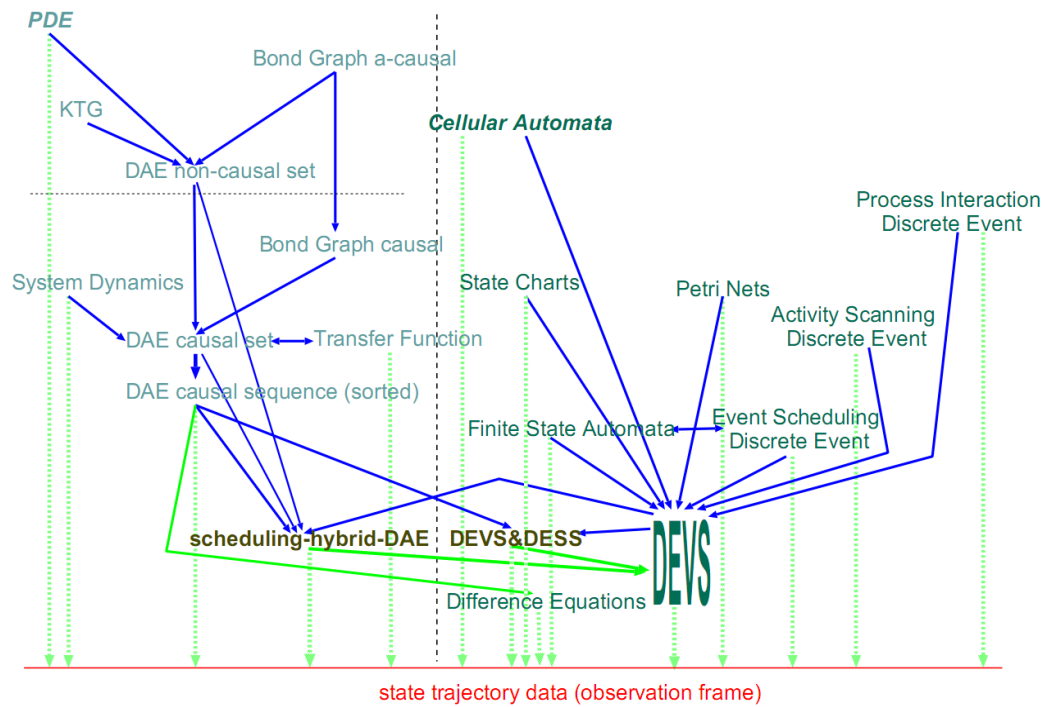 PDE
Bond Graph a-causal
KTG
Cellular Automata
DAE non-causal set
Process Interaction
Discrete Event
Bond Graph causal
System Dynamics
State Charts
Petri Nets
Activity Scanning
Discrete Event
DAE causal set
Transfer Function
DAE causal sequence (sorted)
Finite State Automata
Event Scheduling
Discrete Event
scheduling-hybrid-DAE
DEVS&DESS
DEVS
Difference Equations
state trajectory data (observation frame)